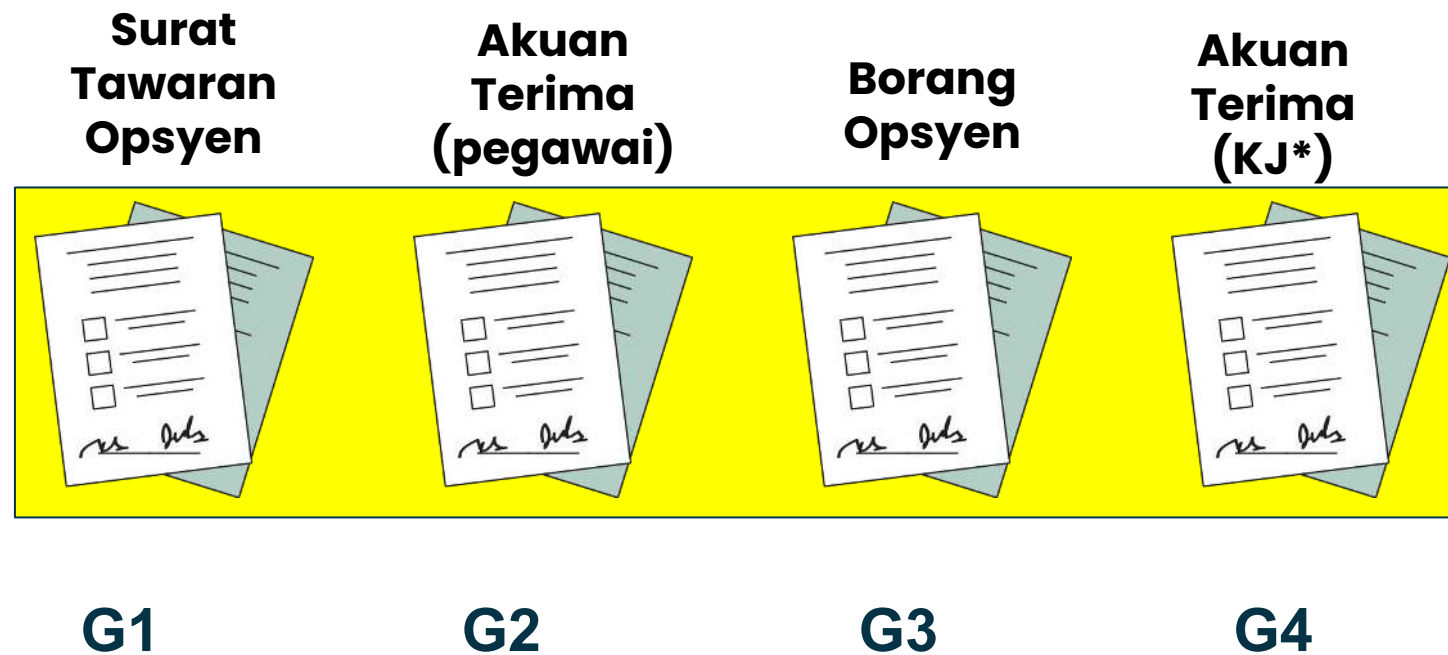 Surat
Tawaran
Opsyen
Akuan
Terima
(pegawai)
Borang
Opsyen
Akuan
Terima
(KJ*)
G1
G2
G3
G4